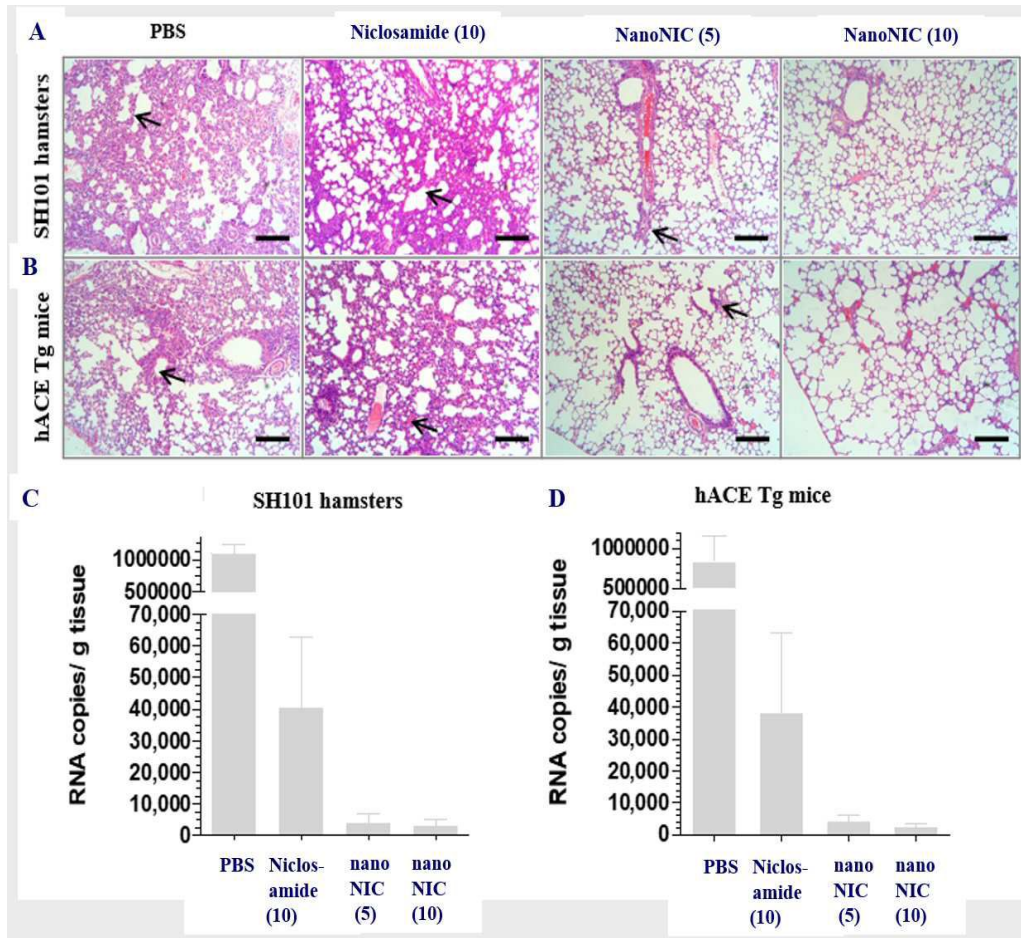 A
PBS
Niclosamide (10)
NanoNIC (5)
NanoNIC (10)
SH101 hamsters
B
hACE Tg mice
C
SH101 hamsters
RNA copies/ g tissue
1000000
500000
70,000
60,000
50,000
40,000
30,000
20,000
10,000
0
PBS
Niclos-
amide
(10)
nano
NIC
(5)
nano
NIC
(10)
D
hACE Tg mice
RNA copies/ g tissue
1000000
500000
70,000
60,000
50,000
40,000
30,000
20,000
10,000
0
PBS
Niclos-
amide
(10)
nano
NIC
(5)
nano
NIC
(10)